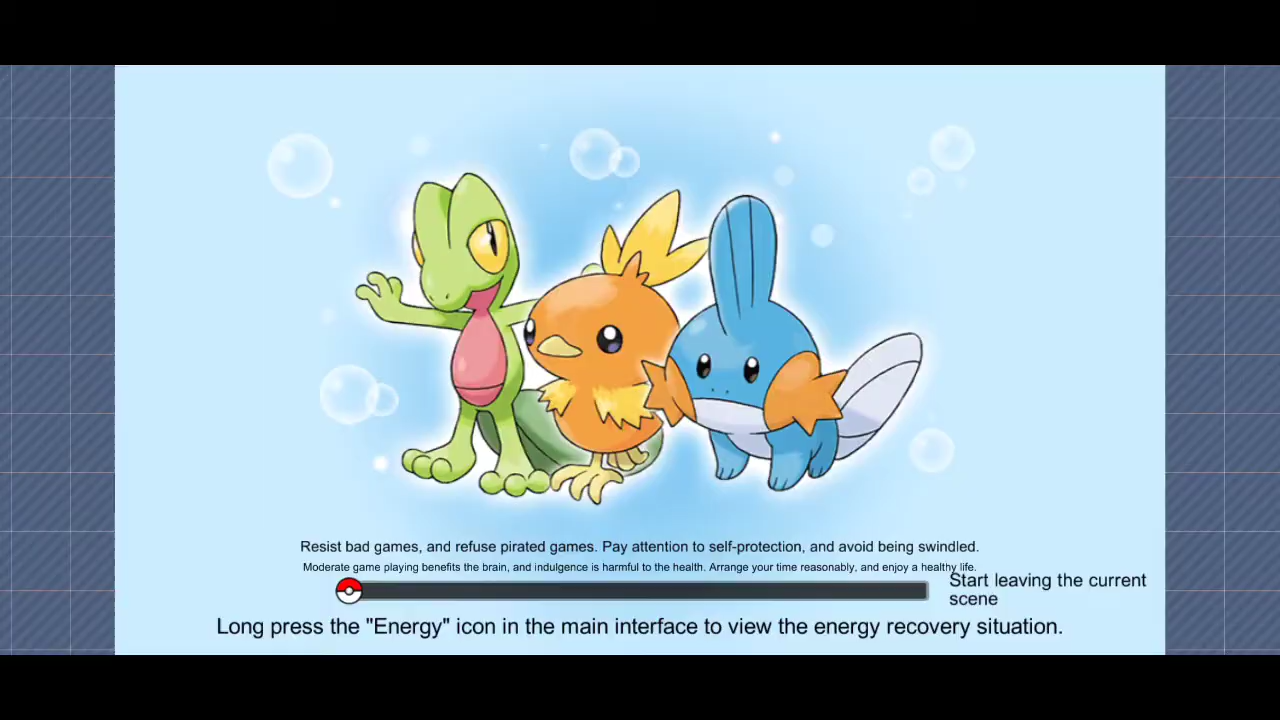 Resist bad games, and refuse pirated games. Pay attention to self-protection, and avoid being swindled.
Moderate game playing benefits the brain, and indulgence is harmful to the health. Arrange your time reasonably, and enjoy a healthy life.
Start leaving the current
scene
Long press the "Energy" icon in the main interface to view the energy recovery situation.